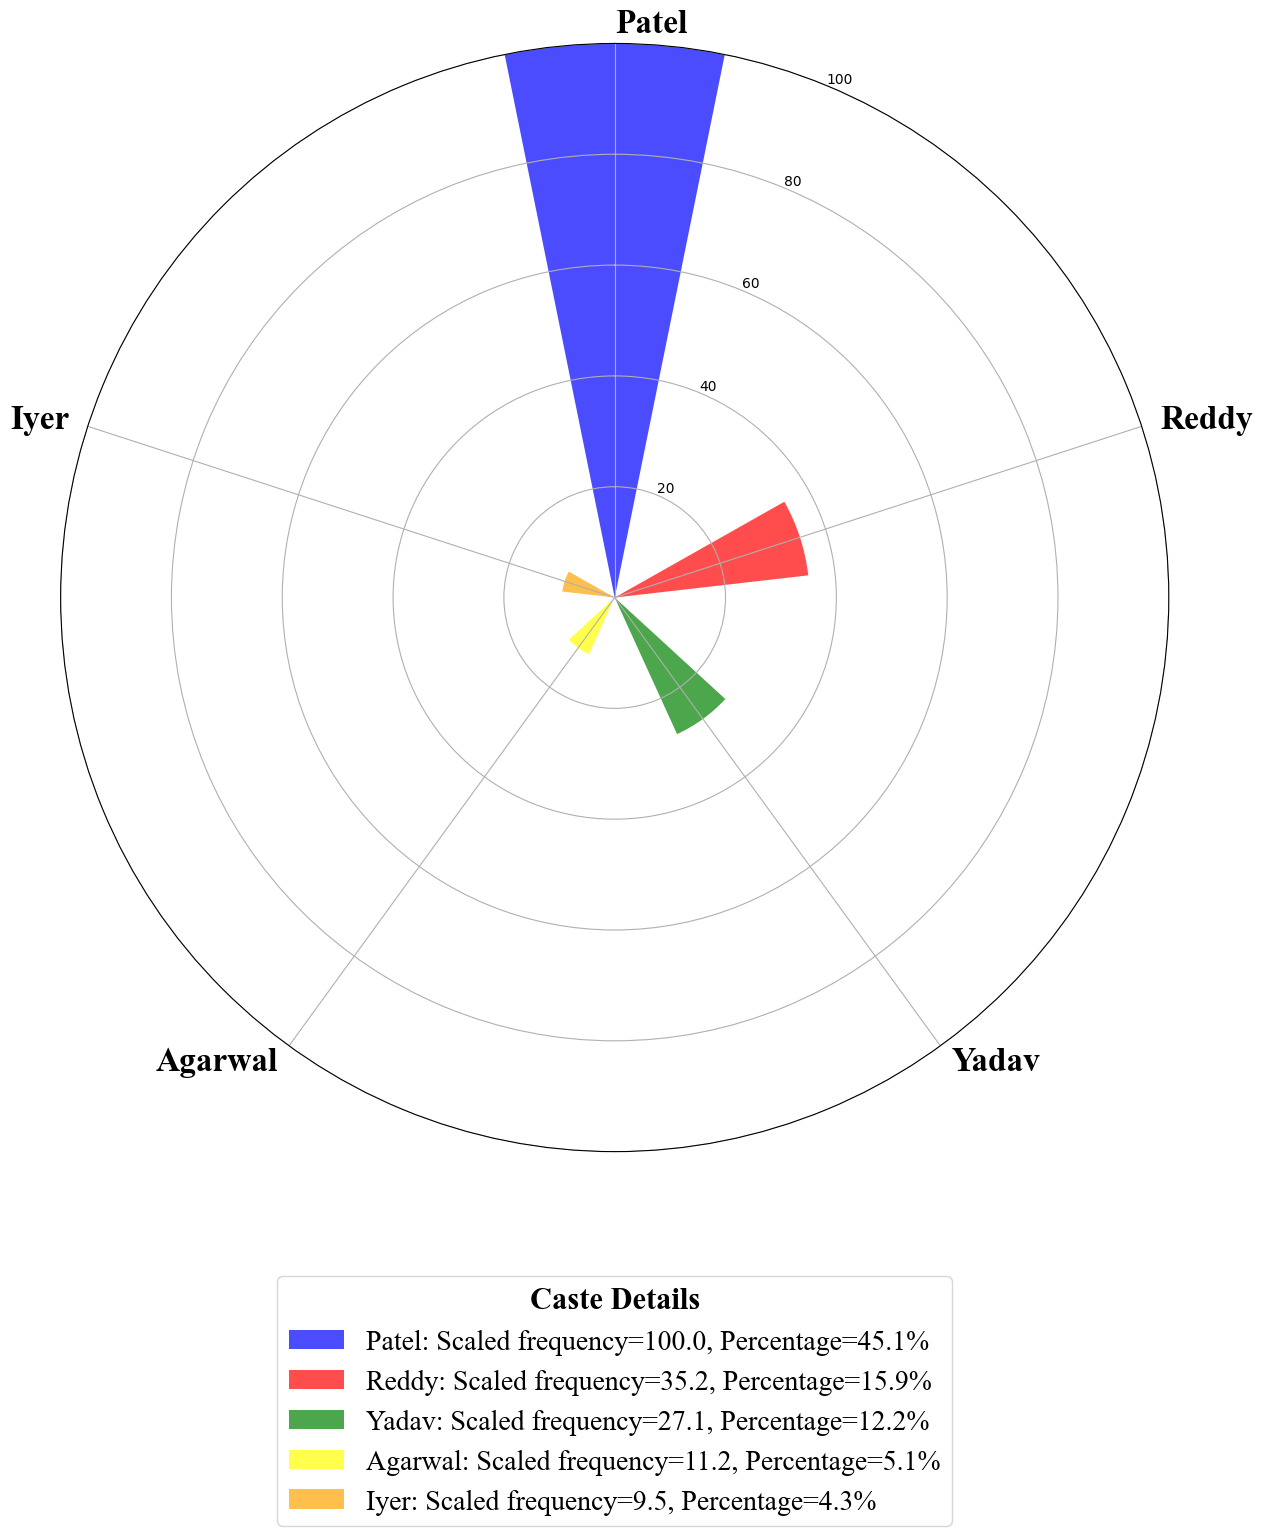 Patel
100
80
60
40
20
Iyer
Reddy
Agarwal
Yadav
Caste Details
Patel: Scaled frequency=100.0, Percentage=45.1%
Reddy: Scaled frequency=35.2, Percentage=15.9%
Yadav: Scaled frequency=27.1, Percentage=12.2%
Agarwal: Scaled frequency=11.2, Percentage=5.1%
Iyer: Scaled frequency=9.5, Percentage=4.3%